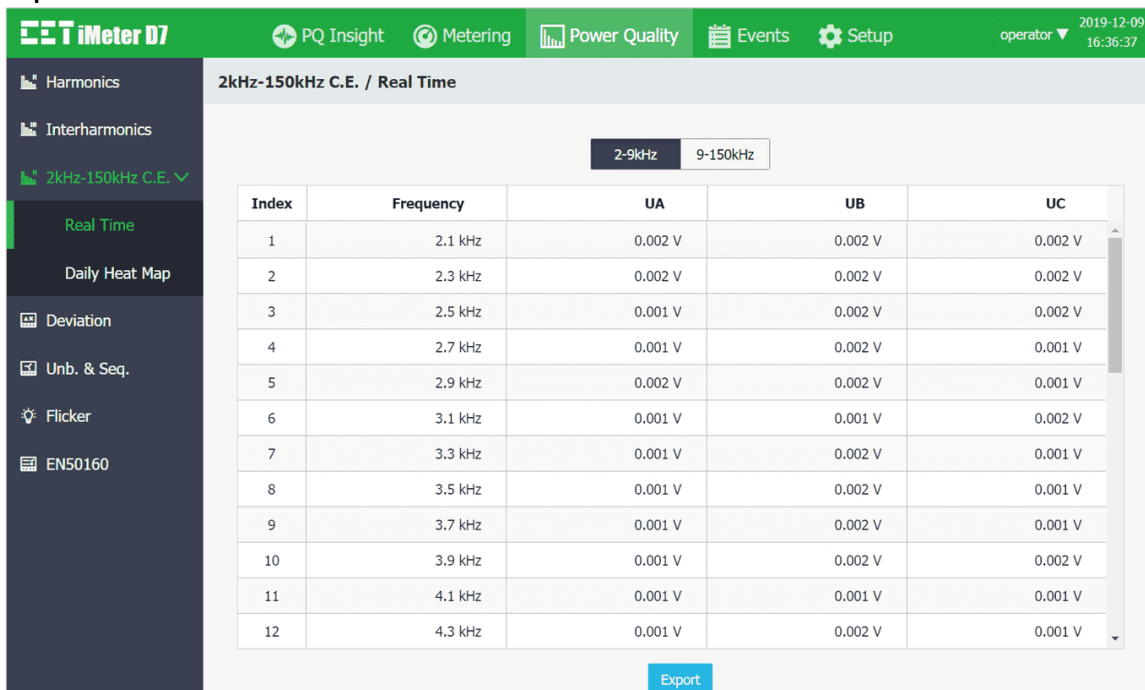 CET iMeter D7 PQ Insight Metering Power Quality Events Setup operator ▼ 2019-12-09
16:36:37
Harmonics
Interharmonics
2kHz-150kHz C.E.
Real Time
Daily Heat Map
Deviation
Unb. & Seq.
Flicker
EN50160
2kHz-150kHz C.E. / Real Time
2-9kHz 9-150kHz
Index Frequency UA UB UC
1 2.1 kHz 0.002 V 0.002 V 0.002 V
2 2.3 kHz 0.002 V 0.002 V 0.002 V
3 2.5 kHz 0.001 V 0.002 V 0.002 V
4 2.7 kHz 0.001 V 0.002 V 0.001 V
5 2.9 kHz 0.002 V 0.002 V 0.001 V
6 3.1 kHz 0.001 V 0.001 V 0.002 V
7 3.3 kHz 0.001 V 0.002 V 0.001 V
8 3.5 kHz 0.001 V 0.002 V 0.001 V
9 3.7 kHz 0.001 V 0.002 V 0.001 V
10 3.9 kHz 0.001 V 0.002 V 0.002 V
11 4.1 kHz 0.001 V 0.001 V 0.001 V
12 4.3 kHz 0.001 V 0.002 V 0.001 V
Export